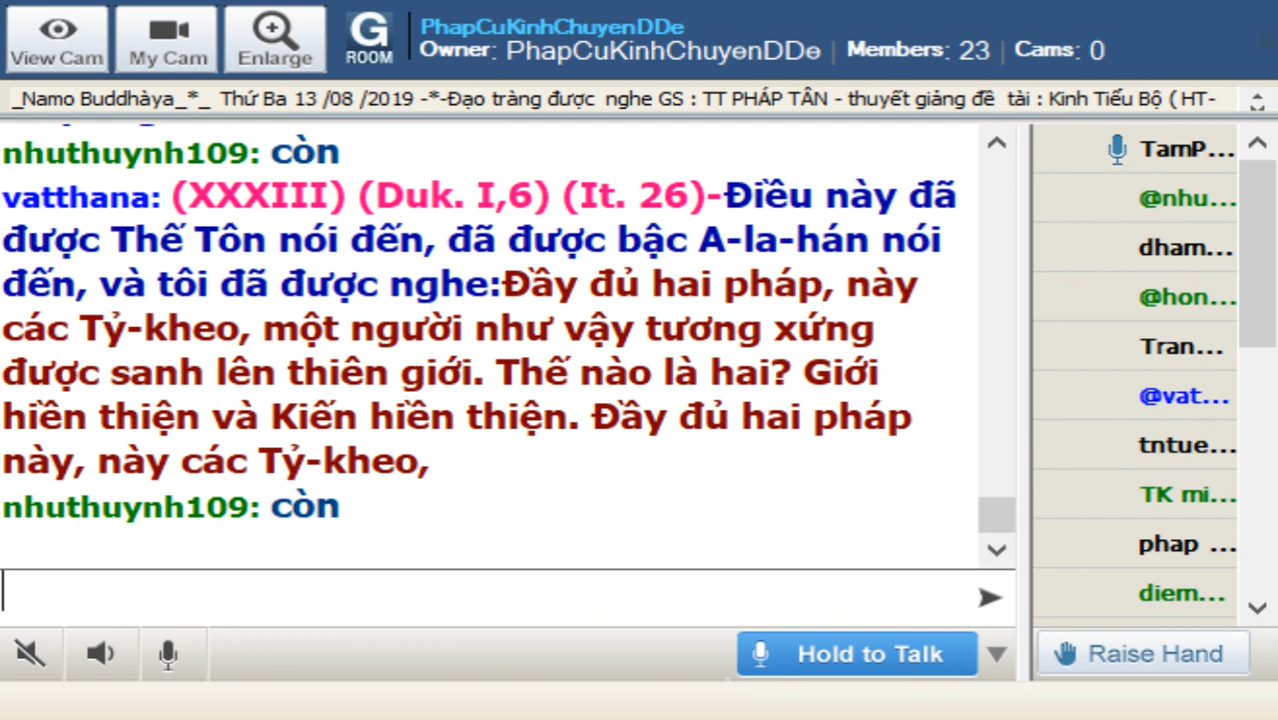 View Cam
My Cam
Enlarge
G
ROOM
PhapCuKinhChuyenDDe
Owner: PhapCuKinhChuyenDDe | Members: 23 | Cams: 0
_Namo Buddhàya_*_ Thứ Ba 13 /08 /2019 -*-Đạo tràng được nghe GS : TT PHÁP TÂN - thuyết giảng đề tài : Kinh Tiểu Bộ ( HT-
nhuthuynh109: còn
vatthana: (XXXIII) (Duk. I,6) (It. 26)-Điều này đã
được Thế Tôn nói đến, đã được bậc A-la-hán nói
đến, và tôi đã được nghe:Đầy đủ hai pháp, này
các Tỷ-kheo, một người như vậy tương xứng
được sanh lên thiên giới. Thế nào là hai? Giới
hiền thiện và Kiến hiền thiện. Đầy đủ hai pháp
này, này các Tỷ-kheo,
nhuthuynh109: còn
TamP...
@nhu...
dham...
@hon...
Tran...
@vat...
tntue...
TK mi...
phap ...
diem...
Hold to Talk
Raise Hand